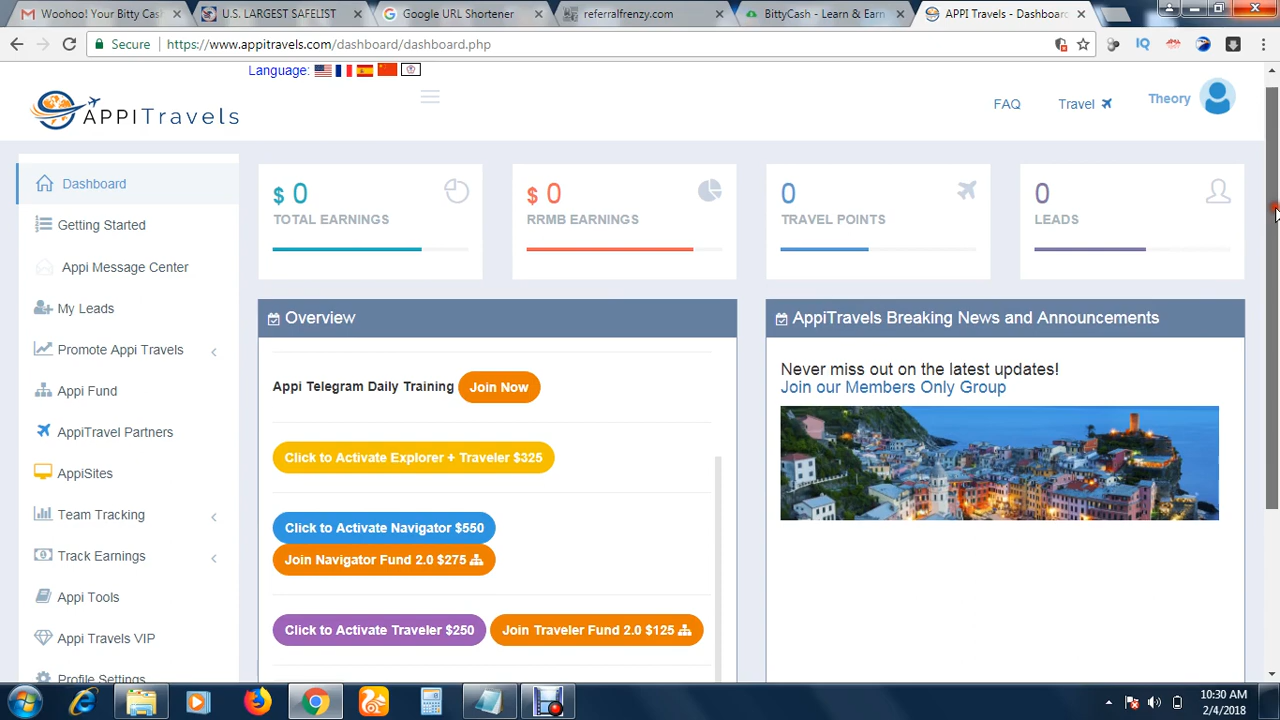 Woohoo! Your Bitty Cash
U.S. LARGEST SAFELIST
Google URL Shortener
referralfrenzy.com
BittyCash - Learn & Earn
APPI Travels - Dashboard
Secure
https://www.appitravels.com/dashboard/dashboard.php
IQ
Language:
APPITravels
FAQ
Travel
Theory
Dashboard
Getting Started
Appi Message Center
My Leads
Promote Appi Travels
Appi Fund
AppiTravel Partners
AppiSites
Team Tracking
Track Earnings
Appi Tools
Appi Travels VIP
Profile Settings
$ 0
TOTAL EARNINGS
$ 0
RRMB EARNINGS
0
TRAVEL POINTS
0
LEADS
Overview
Appi Telegram Daily Training Join Now
Click to Activate Explorer + Traveler $325
Click to Activate Navigator $550
Join Navigator Fund 2.0 $275
Click to Activate Traveler $250 Join Traveler Fund 2.0 $125
AppiTravels Breaking News and Announcements
Never miss out on the latest updates!
Join our Members Only Group
10:30 AM
2/4/2018